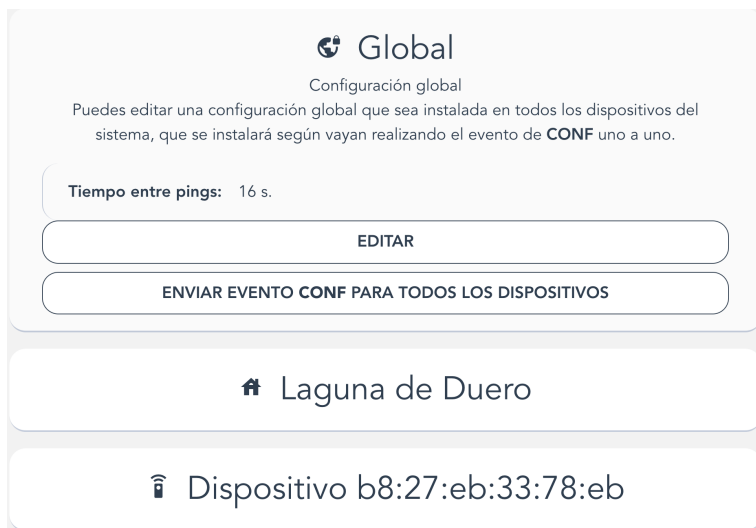 Global
Configuración global
Puedes editar una configuración global que sea instalada en todos los dispositivos del
sistema, que se instalará según vayan realizando el evento de CONF uno a uno.
Tiempo entre pings: 16 s.
EDITAR
ENVIAR EVENTO CONF PARA TODOS LOS DISPOSITIVOS
Laguna de Duero
Dispositivo b8:27:eb:33:78:eb